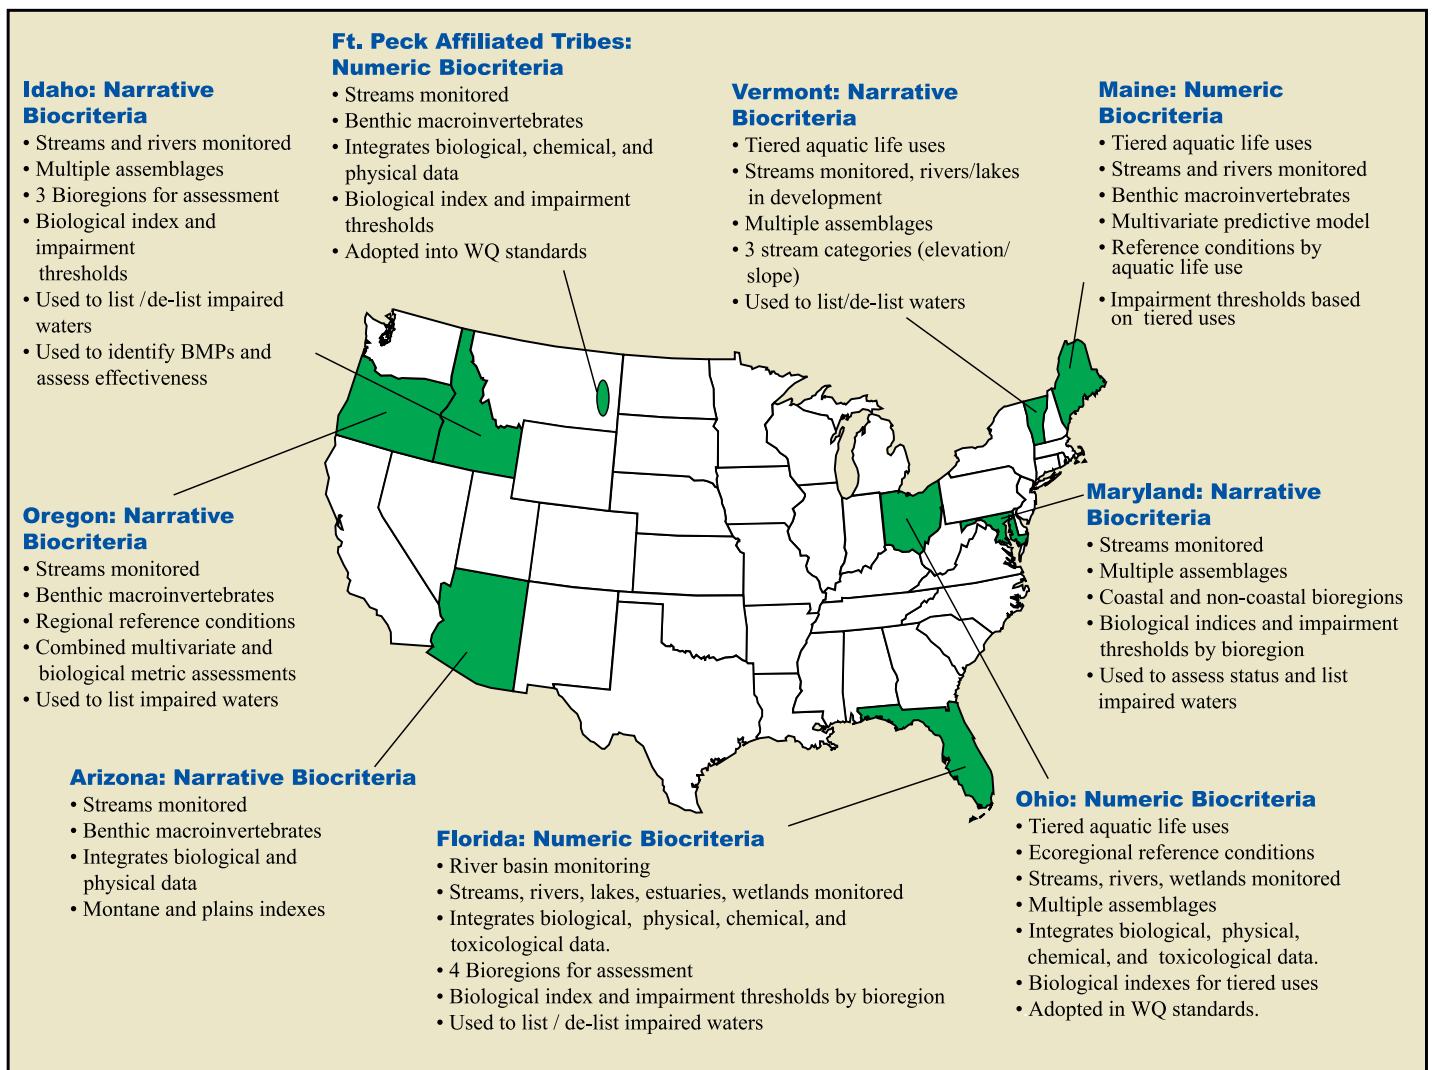 Idaho: Narrative
Biocriteria
• Streams and rivers monitored
• Multiple assemblages
• 3 Bioregions for assessment
• Biological index and
impairment
thresholds
• Used to list /de-list impaired
waters
• Used to identify BMPs and
assess effectiveness
Ft. Peck Affiliated Tribes:
Numeric Biocriteria
• Streams monitored
• Benthic macroinvertebrates
• Integrates biological, chemical, and
physical data
• Biological index and impairment
thresholds
• Adopted into WQ standards
Vermont: Narrative
Biocriteria
• Tiered aquatic life uses
• Streams monitored, rivers/lakes
in development
• Multiple assemblages
• 3 stream categories (elevation/
slope)
• Used to list/de-list waters
Maine: Numeric
Biocriteria
• Tiered aquatic life uses
• Streams and rivers monitored
• Benthic macroinvertebrates
• Multivariate predictive model
• Reference conditions by
aquatic life use
• Impairment thresholds based
on tiered uses
Oregon: Narrative
Biocriteria
• Streams monitored
• Benthic macroinvertebrates
• Regional reference conditions
• Combined multivariate and
biological metric assessments
• Used to list impaired waters
Maryland: Narrative
Biocriteria
• Streams monitored
• Multiple assemblages
• Coastal and non-coastal bioregions
• Biological indices and impairment
thresholds by bioregion
• Used to assess status and list
impaired waters
Arizona: Narrative Biocriteria
• Streams monitored
• Benthic macroinvertebrates
• Integrates biological and
physical data
• Montane and plains indexes
Florida: Numeric Biocriteria
• River basin monitoring
• Streams, rivers, lakes, estuaries, wetlands monitored
• Integrates biological, physical, chemical, and
toxicological data.
• 4 Bioregions for assessment
• Biological index and impairment thresholds by bioregion
• Used to list / de-list impaired waters
Ohio: Numeric Biocriteria
• Tiered aquatic life uses
• Ecoregional reference conditions
• Streams, rivers, wetlands monitored
• Multiple assemblages
• Integrates biological, physical,
chemical, and toxicological data.
• Biological indexes for tiered uses
• Adopted in WQ standards.